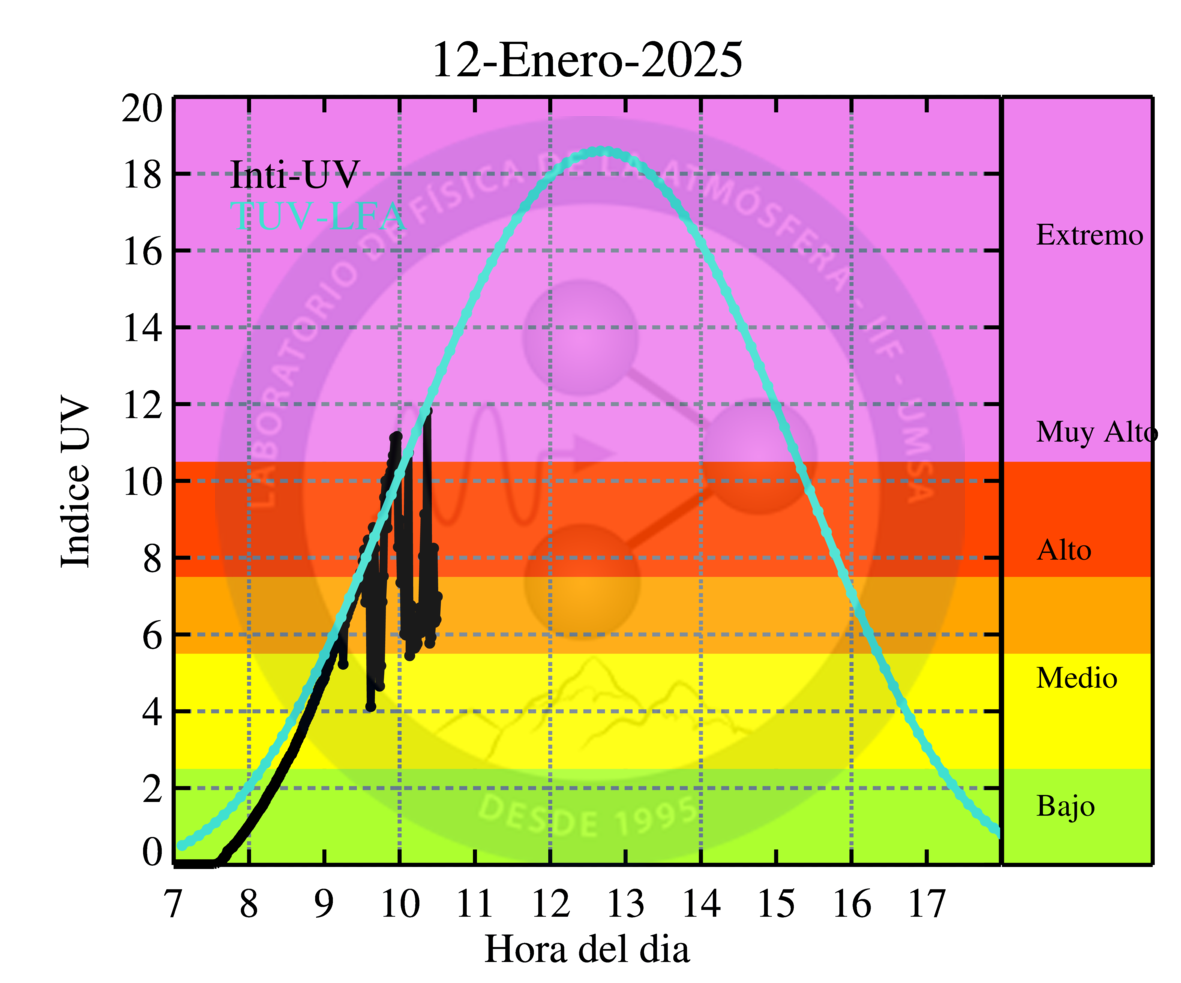 12-Enero-2025
Indice UV
20
18
16
14
12
10
8
6
4
2
0
Inti-UV
TUV-LFA
LABORATORIO DE FÍSICA DE LA ATMÓSFERA - IIF - UMSA
DESDE 1995
Extremo
Muy Alto
Alto
Medio
Bajo
7 8 9 10 11 12 13 14 15 16 17
Hora del dia